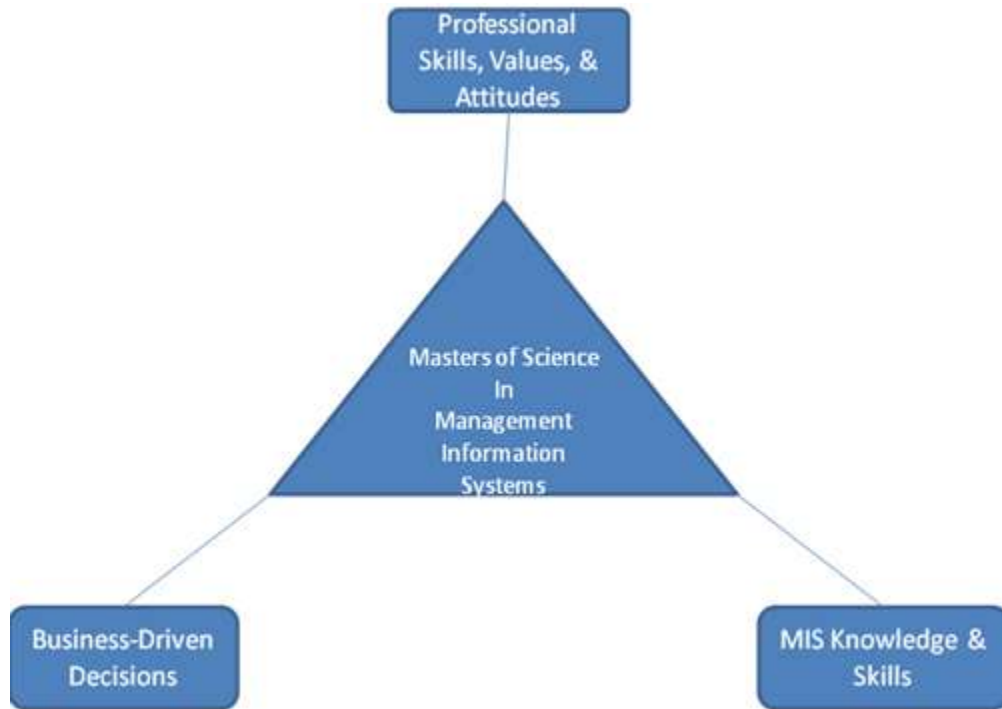 Professional
Skills, Values, &
Attitudes
Masters of Science
In
Management
Information
Systems
Business-Driven
Decisions
MIS Knowledge &
Skills